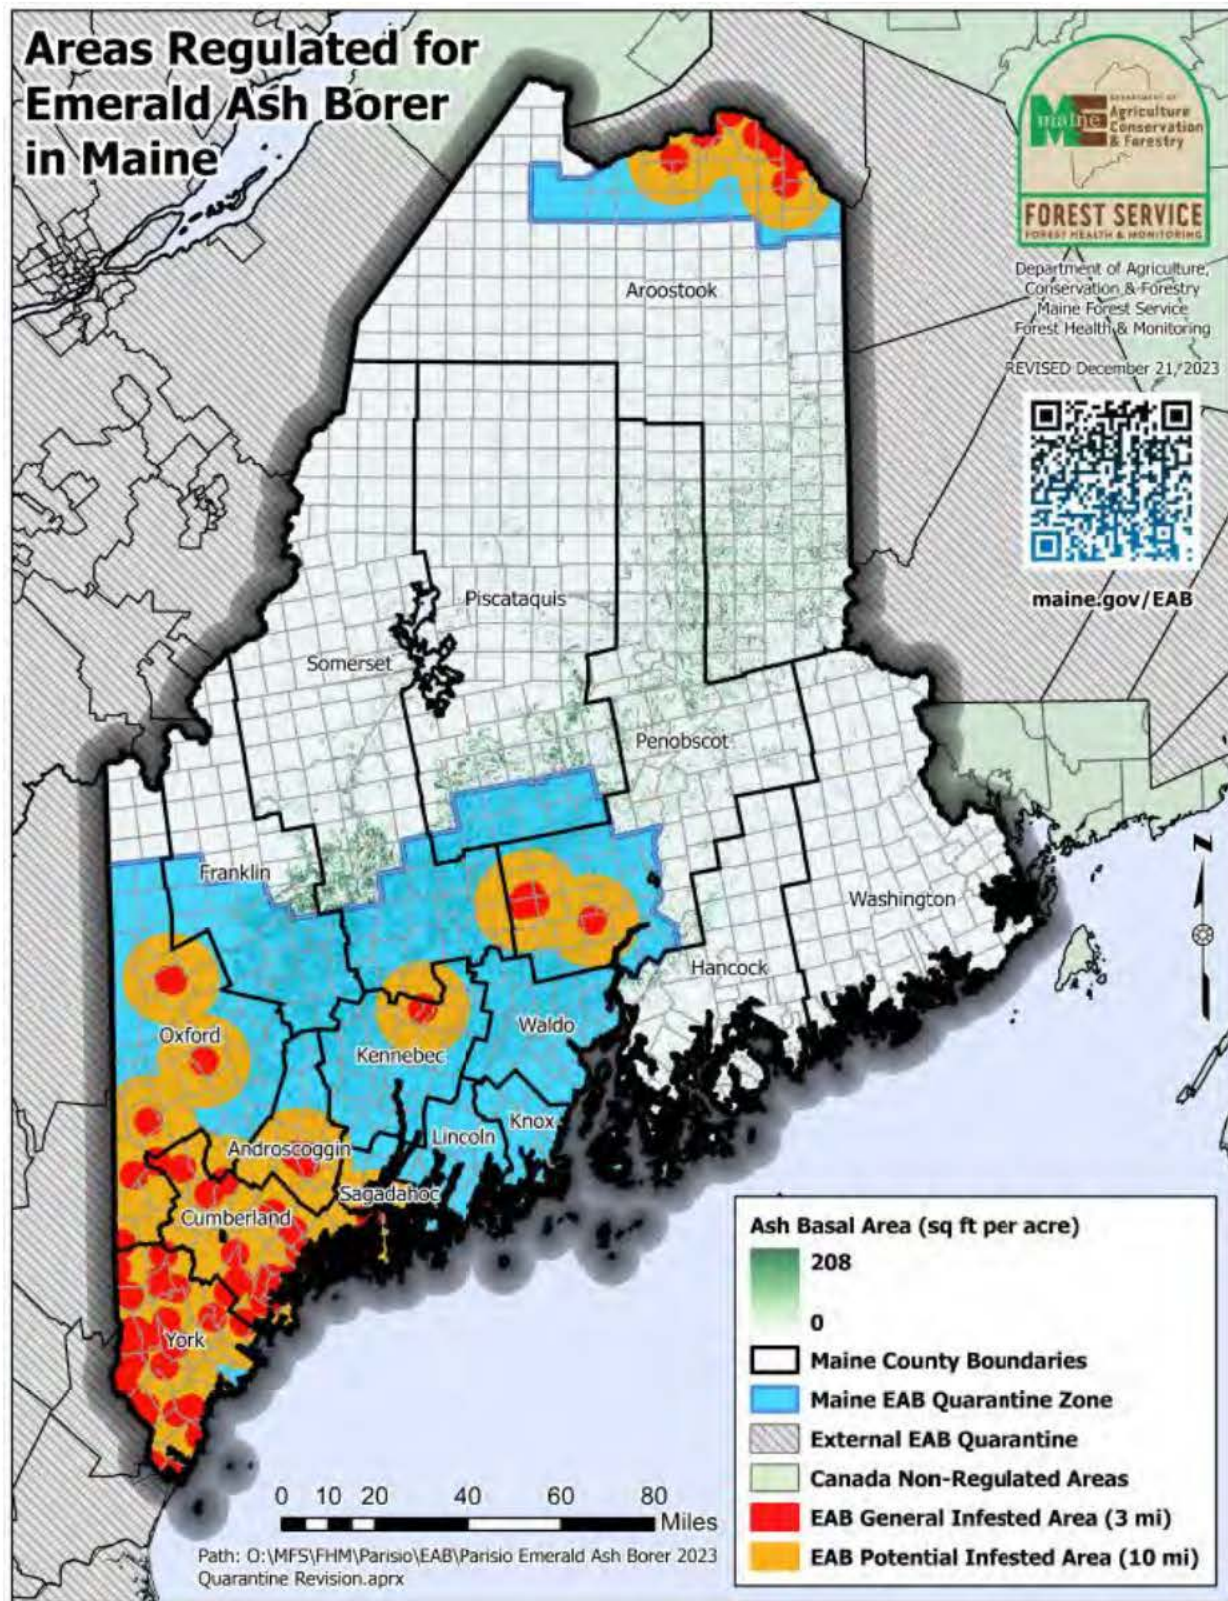 Areas Regulated for
Emerald Ash Borer
in Maine
DEPARTMENT OF
maine
Agriculture
Conservation
& Forestry
FOREST SERVICE
FOREST HEALTH & MONITORING
Department of Agriculture,
Conservation & Forestry
Maine Forest Service
Forest Health & Monitoring
REVISED December 21, 2023
maine.gov/EAB
Aroostook
Piscataquis
Somerset
Penobscot
Franklin
Washington
Hancock
Oxford
Kennebec
Waldo
Knox
Lincoln
Androscoggin
Sagadahoc
Cumberland
York
N
Ash Basal Area (sq ft per acre)
208
0
Maine County Boundaries
Maine EAB Quarantine Zone
External EAB Quarantine
Canada Non-Regulated Areas
EAB General Infested Area (3 mi)
EAB Potential Infested Area (10 mi)
0 10 20 40 60 80
Miles
Path: O:\MFS\FHM\Parisio\EAB\Parisio Emerald Ash Borer 2023
Quarantine Revision.aprx